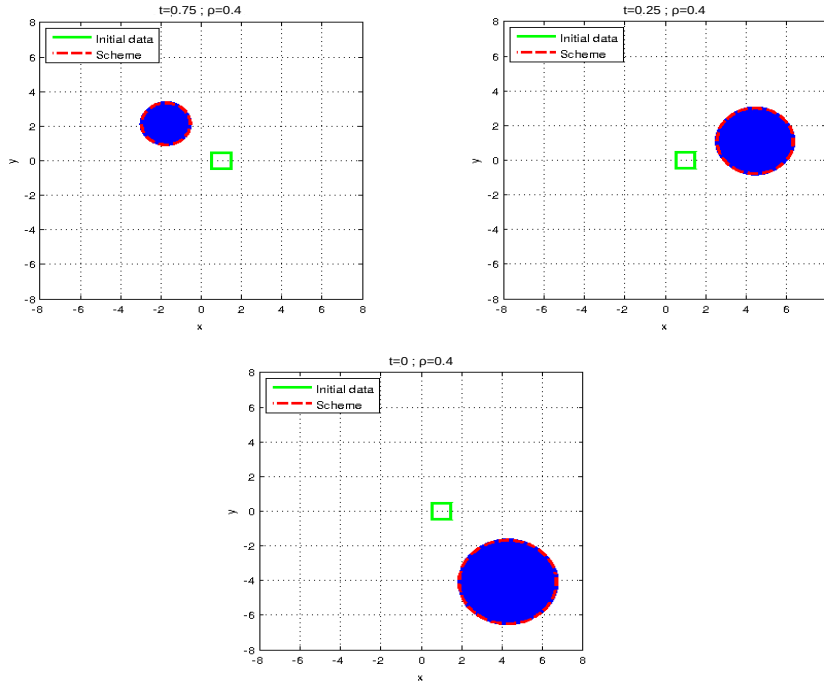 t=0.75 ; ρ=0.4
Initial data
Scheme
8
6
4
2
0
-2
-4
-6
-8
y
-8 -6 -4 -2 0 2 4 6 8
x
t=0.25 ; ρ=0.4
Initial data
Scheme
8
6
4
2
0
-2
-4
-6
-8
y
-8 -6 -4 -2 0 2 4 6
x
t=0 ; ρ=0.4
Initial data
Scheme
8
6
4
2
0
-2
-4
-6
-8
y
-8 -6 -4 -2 0 2 4 6 8
x